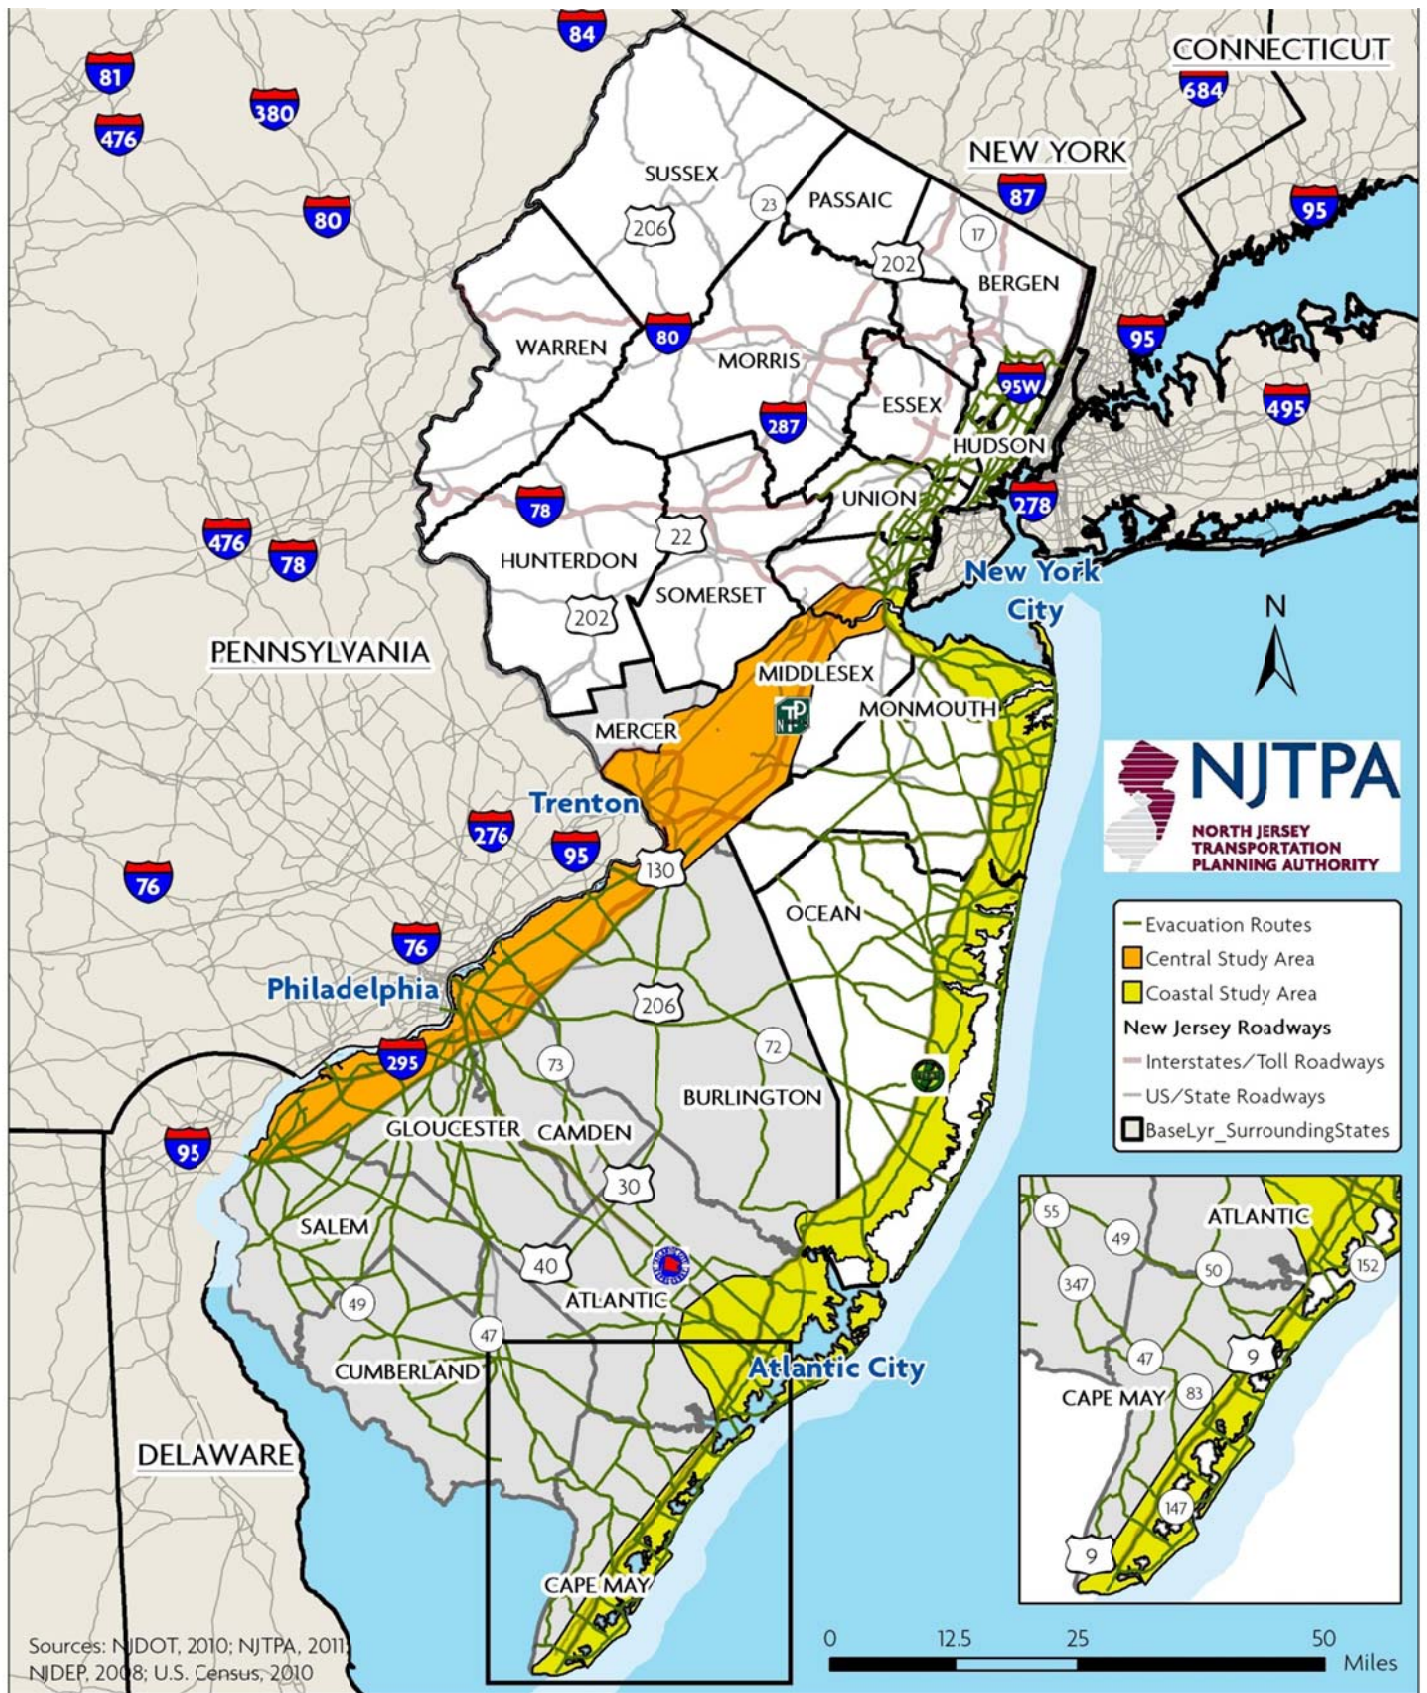 84
CONNECTICUT
81
684
380
476
NEW YORK
SUSSEX
87
PASSAIC
23
95
80
206
17
202
BERGEN
80
95
WARREN
MORRIS
95W
495
ESSEX
287
HUDSON
UNION
278
78
22
476
78
HUNTERDON
New York
City
SOMERSET
202
N
PENNSYLVANIA
MIDDLESEX
MONMOUTH
TP
MERCER
NJTPA
NORTH JERSEY
TRANSPORTATION
PLANNING AUTHORITY
Trenton
276
95
130
76
OCEAN
76
Philadelphia
206
295
73
72
BURLINGTON
GLOUCESTER
CAMDEN
95
30
SALEM
40
ATLANTIC
49
47
CUMBERLAND
Atlantic City
DELAWARE
CAPE MAY
Evacuation Routes
Central Study Area
Coastal Study Area
New Jersey Roadways
Interstates/Toll Roadways
US/State Roadways
BaseLyr_SurroundingStates
55
ATLANTIC
49
50
152
347
47
9
CAPE MAY
83
147
9
Sources: NJDOT, 2010; NJTPA, 2011;
NJDEP, 2008; U.S. Census, 2010
0 12.5 25 50
Miles